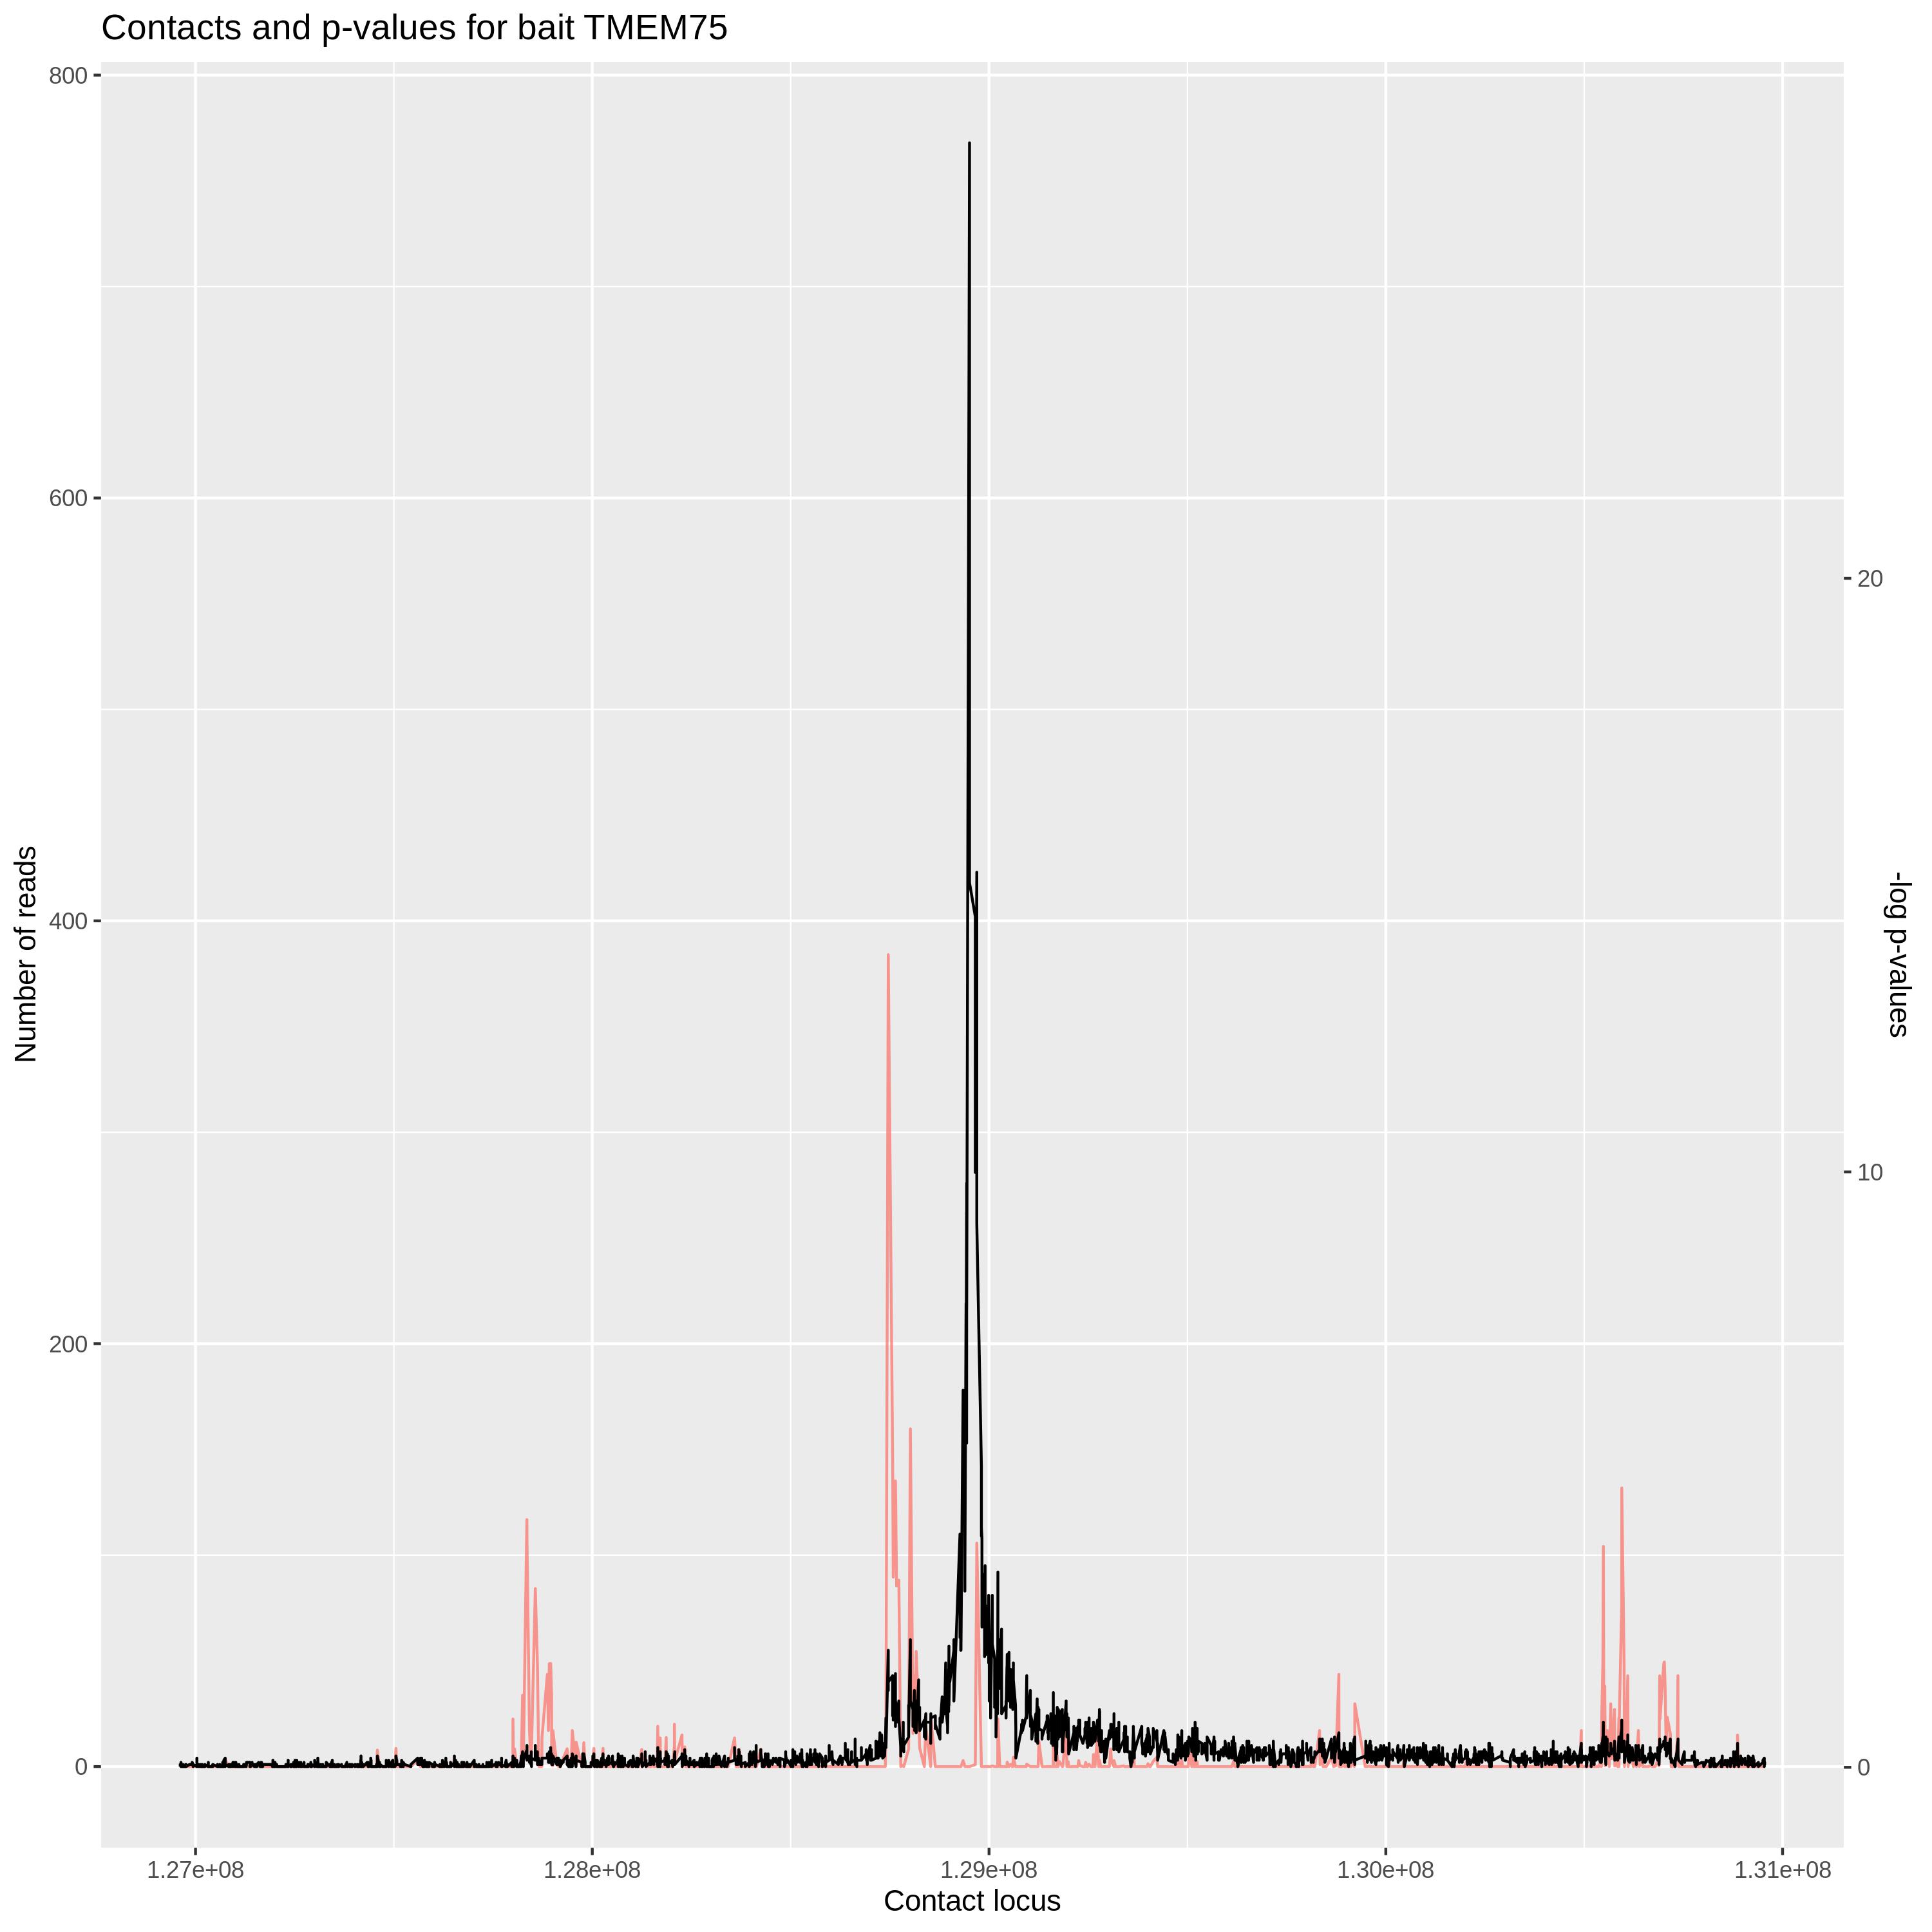 Contacts and p-values for bait TMEM75
800
600
400
200
0
Number of reads
20
10
0
-log p-values
1.27e+08
1.28e+08
1.29e+08
1.30e+08
1.31e+08
Contact locus